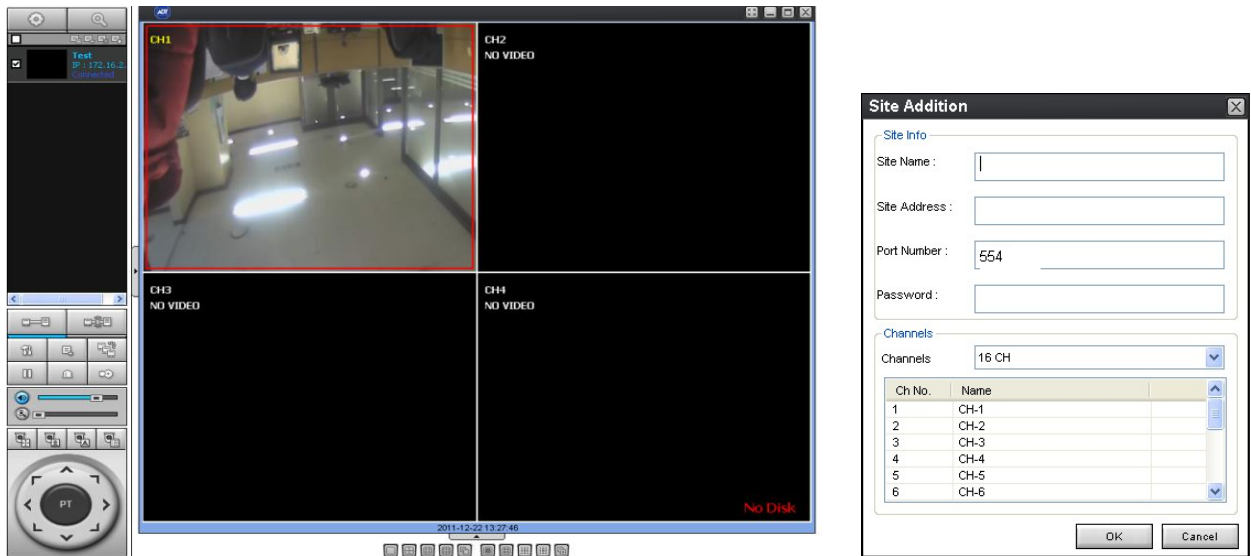 ADT
Test
IP : 172.16.2.
Connected
PT
CH1
CH2
NO VIDEO
CH3
NO VIDEO
CH4
NO VIDEO
No Disk
2011-12-22 13:27:46
Site Addition
Site Info
Site Name :
Site Address :
Port Number : 554
Password :
Channels
Channels 16 CH
Ch No. Name
1 CH-1
2 CH-2
3 CH-3
4 CH-4
5 CH-5
6 CH-6
OK Cancel